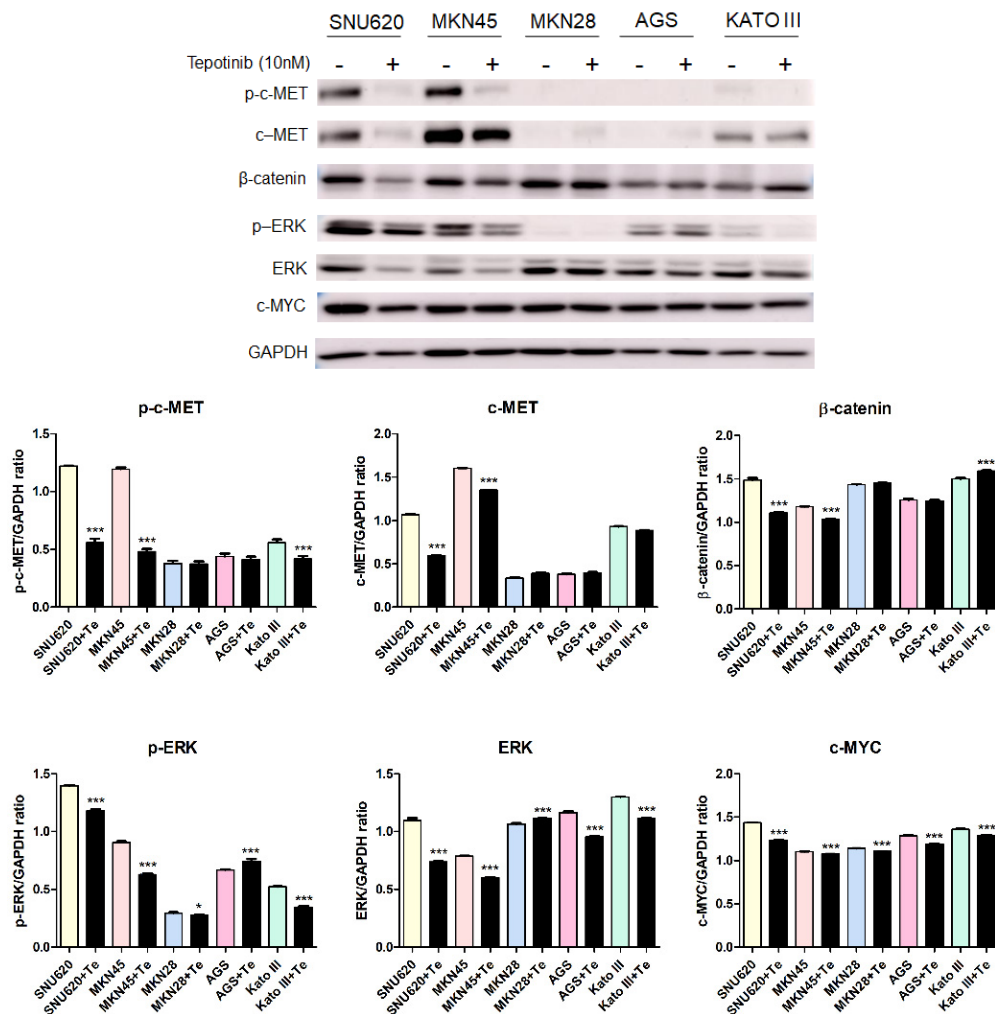 SNU620 MKN45 MKN28 AGS KATO III
Tepotinib (10nM) - + - + - + - + - +
p-c-MET
c–MET
β-catenin
p–ERK
ERK
c-MYC
GAPDH
p-c-MET
p-c-MET/GAPDH ratio
1.5
1.0
0.5
0.0
*** *** ***
SNU620 SNU620+Te MKN45 MKN45+Te MKN28 MKN28+Te AGS AGS+Te Kato III Kato III+Te
c-MET
c-MET/GAPDH ratio
2.0
1.5
1.0
0.5
0.0
*** ***
SNU620 SNU620+Te MKN45 MKN45+Te MKN28 MKN28+Te AGS AGS+Te Kato III Kato III+Te
β-catenin
β-catenin/GAPDH ratio
2.0
1.5
1.0
0.5
0.0
*** *** ***
SNU620 SNU620+Te MKN45 MKN45+Te MKN28 MKN28+Te AGS AGS+Te Kato III Kato III+Te
p-ERK
p-ERK/GAPDH ratio
1.5
1.0
0.5
0.0
*** *** * *** ***
SNU620 SNU620+Te MKN45 MKN45+Te MKN28 MKN28+Te AGS AGS+Te Kato III Kato III+Te
ERK
ERK/GAPDH ratio
1.5
1.0
0.5
0.0
*** *** *** *** ***
SNU620 SNU620+Te MKN45 MKN45+Te MKN28 MKN28+Te AGS AGS+Te Kato III Kato III+Te
c-MYC
c-MYC/GAPDH ratio
2.0
1.5
1.0
0.5
0.0
*** *** *** *** ***
SNU620 SNU620+Te MKN45 MKN45+Te MKN28 MKN28+Te AGS AGS+Te Kato III Kato III+Te